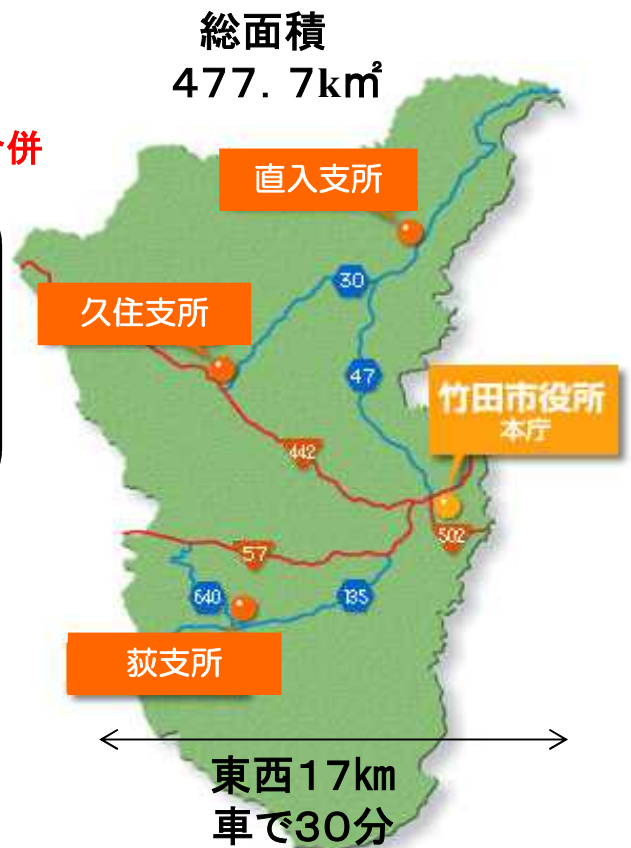 総面積
４７７．７k㎡
併
直入支所
30
久住支所
47
竹田市役所
本庁
442
502
57
640
135
荻支所
東西１７㎞
車で３０分